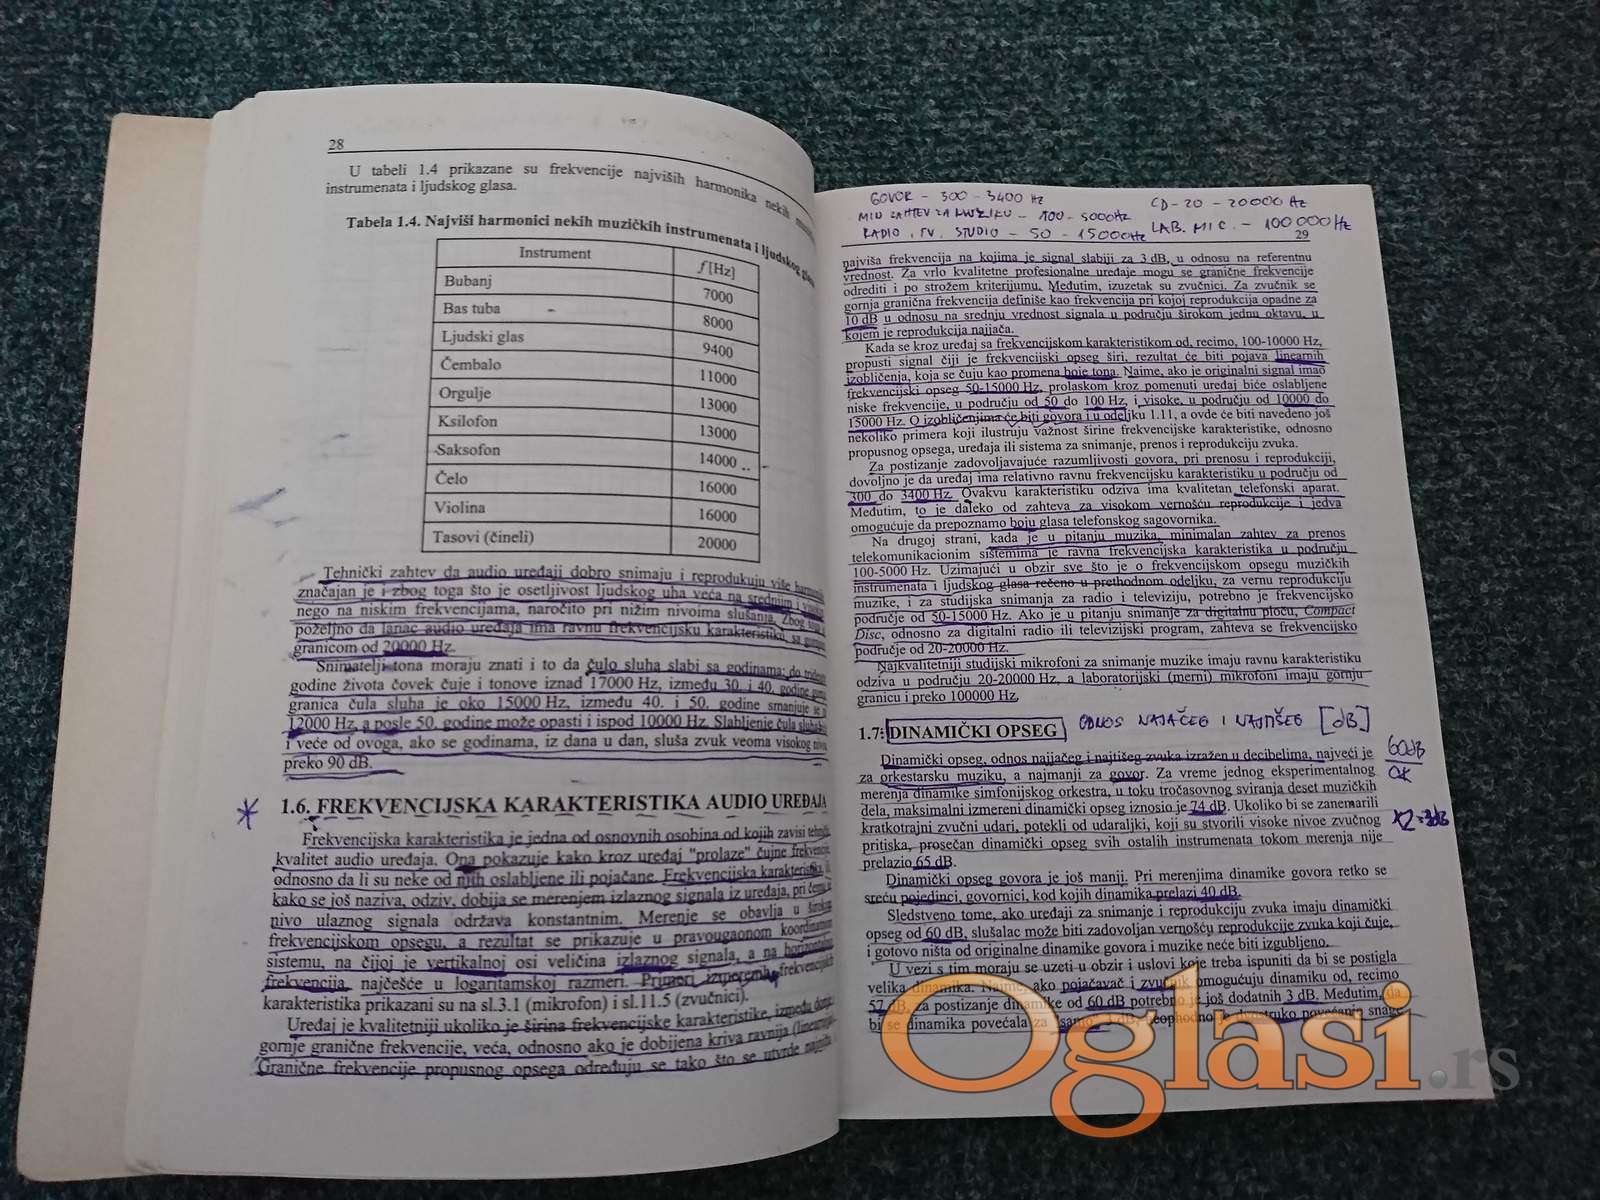 28
U tabeli 1.4 prikazane su frekvencije najviših harmonika nekih
instrumenata i ljudskog glasa.
Tabela 1.4. Najviši harmonici nekih muzičkih instrumenata i ljudskog
Instrument f [Hz]
Bubanj 7000
Bas tuba 8000
Ljudski glas 9400
Čembalo 11000
Orgulje 13000
Ksilofon 13000
Saksofon 14000
Čelo 16000
Violina 16000
Tasovi (čineli) 20000
Tehnički zahtev da audio uređaji dobro snimaju i reprodukuju više
značajan je i zbog toga što je osetljivost ljudskog uha veća na srednjim i
nego na niskim frekvencijama, naročito pri nižim nivoima slušanja. Zbog
poželjno da lanac audio uređaja ima ravnu frekvencijsku karakteristiku, sa
granicom od 20000 Hz.
Snimatelji tona moraju znati i to da čulo sluha slabi sa godinama: do
godine života čovek čuje i tonove iznad 17000 Hz, između 30. i 40. godine
granica čula sluha je oko 15000 Hz, između 40. i 50. godine smanjuje se
12000 Hz, a posle 50. godine može opasti i ispod 10000 Hz. Slabljenje čula sluha
i veće od ovoga, ako se godinama, iz dana u dan, sluša zvuk veoma visokog
preko 90 dB.
* 1.6. FREKVENCIJSKA KARAKTERISTIKA AUDIO UREĐAJA
Frekvencijska karakteristika je jedna od osnovnih osobina od kojih zavisi
kvalitet audio uređaja. Ona pokazuje kako kroz uređaj "prolaze" čujne
odnosno da li su neke od njih oslabljene ili pojačane. Frekvencijska karakteristika,
kako se još naziva, odziv, dobija se merenjem izlaznog signala iz uređaja, pri čemu
nivo ulaznog signala održava konstantnim. Merenje se obavlja u širokom
frekvencijskom opsegu, a rezultat se prikazuje u pravougaonom koordinatnom
sistemu, na čijoj je vertikalnoj osi veličina izlaznog signala, a na horizontalnoj
frekvencija, najčešće u logaritamskoj razmeri. Primeri izmerenih frekvencijskih
karakteristika prikazani su na sl.3.1 (mikrofon) i sl.11.5 (zvučnici).
Uređaj je kvalitetniji ukoliko je širina frekvencijske karakteristike, između donje
gornje granične frekvencije, veća, odnosno ako je dobijena kriva ravnija
Granične frekvencije propusnog opsega određuju se tako što se utvrde
GOVOR - 300 - 3400 Hz
CD - 20 - 20000 Hz
MIN ZAHTEV ZA MUZIKU - 100 - 5000Hz
RADIO, TV, STUDIO - 50 - 15000Hz
LAB. MIC. - 100000Hz
29
najviša frekvencija na kojima je signal slabiji za 3 dB, u odnosu na referentnu
vrednost. Za vrlo kvalitetne profesionalne uređaje mogu se granične frekvencije
odrediti i po strožem kriterijumu. Međutim, izuzetak su zvučnici. Za zvučnik se
gornja granična frekvencija definiše kao frekvencija pri kojoj reprodukcija opadne za
10 dB u odnosu na srednju vrednost signala u području širokom jednu oktavu, u
kojem je reprodukcija najjača.
Kada se kroz uređaj sa frekvencijskom karakteristikom od, recimo, 100-10000 Hz,
propusti signal čiji je frekvencijski opseg širi, rezultat će biti pojava linearnih
izobličenja, koja se čuju kao promena boje tona. Naime, ako je originalni signal imao
frekvencijski opseg 50-15000 Hz, prolaskom kroz pomenuti uređaj biće oslabljene
niske frekvencije, u području od 50 do 100 Hz, i visoke, u području od 10000 do
15000 Hz. O izobličenjima će biti govora i u odeljku 1.11, a ovde će biti navedeno još
nekoliko primera koji ilustruju važnost širine frekvencijske karakteristike, odnosno
propusnog opsega, uređaja ili sistema za snimanje, prenos i reprodukciju zvuka.
Za postizanje zadovoljavajuće razumljivosti govora, pri prenosu i reprodukciji,
dovoljno je da uređaj ima relativno ravnu frekvencijsku karakteristiku u području od
300 do 3400 Hz. Ovakvu karakteristiku odziva ima kvalitetan telefonski aparat.
Međutim, to je daleko od zahteva za visokom vernošću reprodukcije i jedva
omogućuje da prepoznamo boju glasa telefonskog sagovornika.
Na drugoj strani, kada je u pitanju muzika, minimalan zahtev za prenos
telekomunikacionim sistemima je ravna frekvencijska karakteristika u području
100-5000 Hz. Uzimajući u obzir sve što je o frekvencijskom opsegu muzičkih
instrumenata i ljudskog glasa rečeno u prethodnom odeljku, za vernu reprodukciju
muzike, i za studijska snimanja za radio i televiziju, potrebno je frekvencijsko
područje od 50-15000 Hz. Ako je u pitanju snimanje za digitalnu ploču, Compact
Disc, odnosno za digitalni radio ili televizijski program, zahteva se frekvencijsko
područje od 20-20000 Hz.
Najkvalitetniji studijski mikrofoni za snimanje muzike imaju ravnu karakteristiku
odziva u području 20-20000 Hz, a laboratorijski (merni) mikrofoni imaju gornju
granicu i preko 100000 Hz.
1.7. DINAMIČKI OPSEG ODNOS NAJAČEG I NAJTIŠEG [dB]
Dinamički opseg, odnos najjačeg i najtišeg zvuka izražen u decibelima, najveći je
60dB
OK
za orkestarsku muziku, a najmanji za govor. Za vreme jednog eksperimentalnog
merenja dinamike simfonijskog orkestra, u toku tročasovnog sviranja deset muzičkih
dela, maksimalni izmereni dinamički opseg iznosio je 74 dB. Ukoliko bi se zanemarili
x2=3dB
kratkotrajni zvučni udari, potekli od udaraljki, koji su stvorili visoke nivoe zvučnog
pritiska, prosečan dinamički opseg svih ostalih instrumenata tokom merenja nije
prelazio 65 dB.
Dinamički opseg govora je još manji. Pri merenjima dinamike govora retko se
sreću pojedinci, govornici, kod kojih dinamika prelazi 40 dB.
Sledstveno tome, ako uređaji za snimanje i reprodukciju zvuka imaju dinamički
opseg od 60 dB, slušalac može biti zadovoljan vernošću reprodukcije zvuka koji čuje,
i gotovo ništa od originalne dinamike govora i muzike neće biti izgubljeno.
U vezi s tim moraju se uzeti u obzir i uslovi koje treba ispuniti da bi se postigla
velika dinamika. Naime, ako pojačavač i zvučnik omogućuju dinamiku od, recimo
57 dB, za postizanje dinamike od 60 dB potrebno je još dodatnih 3 dB. Međutim, da
bi se dinamika povećala za samo 3 dB, neophodno je dvostruko povećanje snage
Oglasi.rs